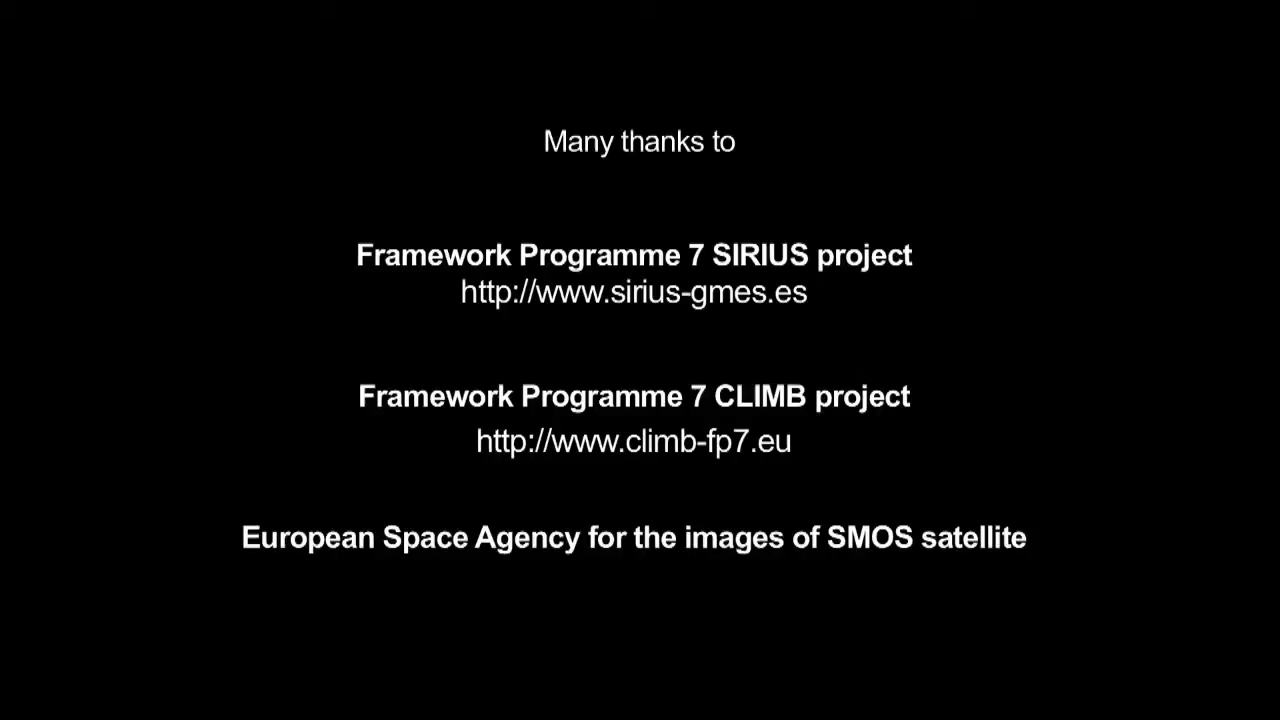 Many thanks to
Framework Programme 7 SIRIUS project
http://www.sirius-gmes.es
Framework Programme 7 CLIMB project
http://www.climb-fp7.eu
European Space Agency for the images of SMOS satellite